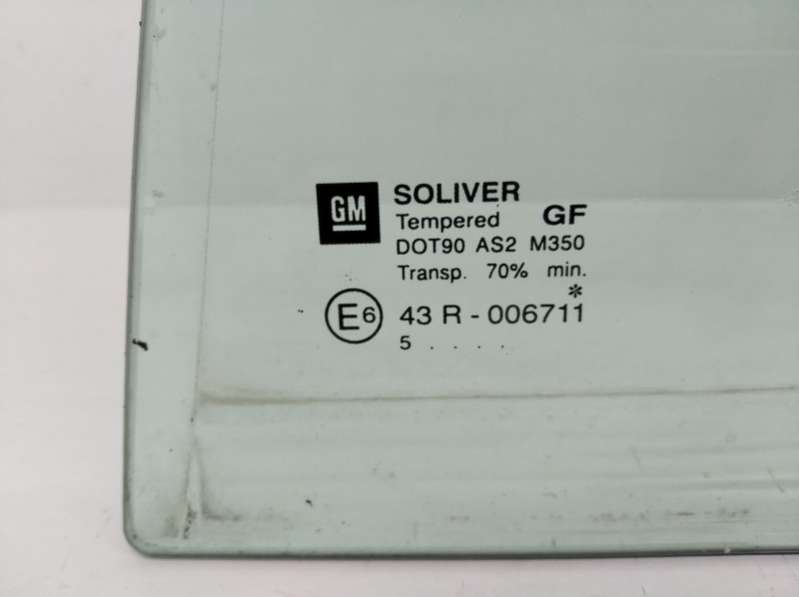 GM
SOLIVER
Tempered GF
DOT90 AS2 M350
Transp. 70% min.
*
E6 43 R - 006711
5 . . . .